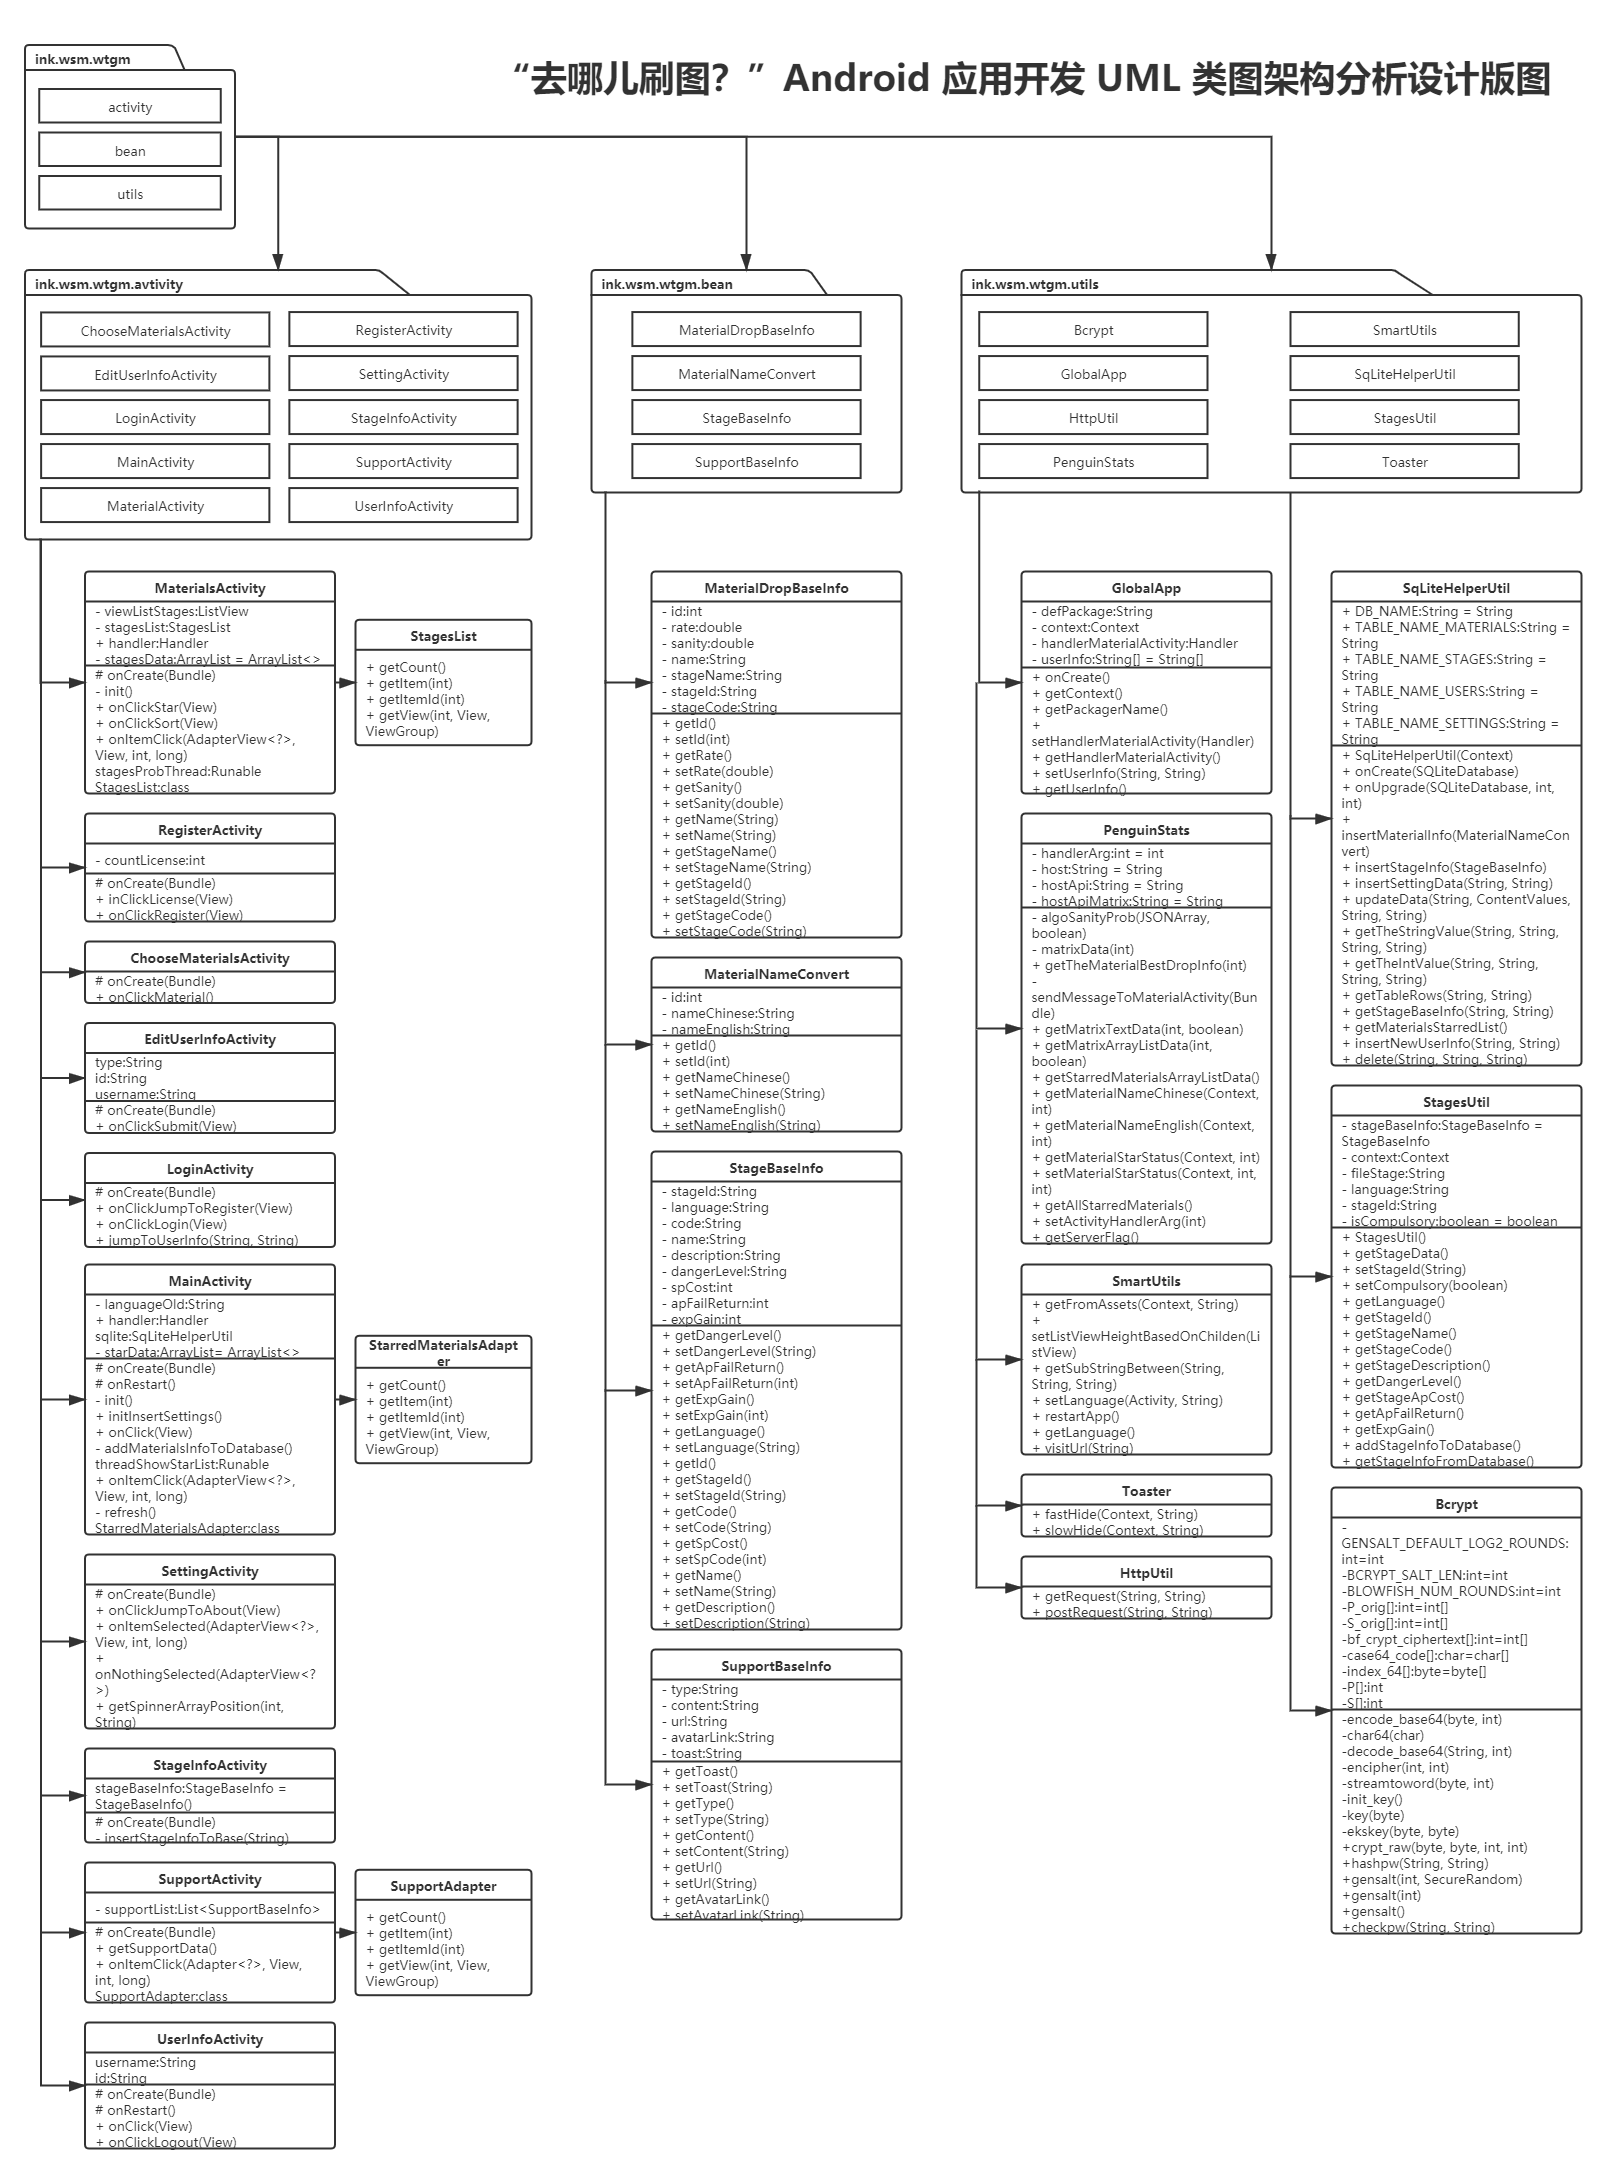 “去哪儿刷图？”Android 应用开发 UML 类图架构分析设计版图
ink.wsm.wtgm
activity
bean
utils
ink.wsm.wtgm.avtivity
ChooseMaterialsActivity
RegisterActivity
EditUserInfoActivity
SettingActivity
LoginActivity
StageInfoActivity
MainActivity
SupportActivity
MaterialActivity
UserInfoActivity
ink.wsm.wtgm.bean
MaterialDropBaseInfo
MaterialNameConvert
StageBaseInfo
SupportBaseInfo
ink.wsm.wtgm.utils
Bcrypt
SmartUtils
GlobalApp
SqLiteHelperUtil
HttpUtil
StagesUtil
PenguinStats
Toaster
MaterialsActivity
- viewListStages:ListView
- stagesList:StagesList
+ handler:Handler
- stagesData:ArrayList = ArrayList<>
# onCreate(Bundle)
- init()
+ onClickStar(View)
+ onClickSort(View)
+ onItemClick(AdapterView<?>,
View, int, long)
stagesProbThread:Runable
StagesList:class
StagesList
+ getCount()
+ getItem(int)
+ getItemId(int)
+ getView(int, View,
ViewGroup)
RegisterActivity
- countLicense:int
# onCreate(Bundle)
+ inClickLicense(View)
+ onClickRegister(View)
ChooseMaterialsActivity
# onCreate(Bundle)
+ onClickMaterial()
EditUserInfoActivity
type:String
id:String
username:String
# onCreate(Bundle)
+ onClickSubmit(View)
LoginActivity
# onCreate(Bundle)
+ onClickJumpToRegister(View)
+ onClickLogin(View)
+ jumpToUserInfo(String, String)
MainActivity
- languageOld:String
+ handler:Handler
sqlite:SqLiteHelperUtil
- starData:ArrayList= ArrayList<>
# onCreate(Bundle)
# onRestart()
- init()
+ initInsertSettings()
+ onClick(View)
- addMaterialsInfoToDatabase()
threadShowStarList:Runable
+ onItemClick(AdapterView<?>,
View, int, long)
- refresh()
StarredMaterialsAdapter:class
StarredMaterialsAdapt
er
+ getCount()
+ getItem(int)
+ getItemId(int)
+ getView(int, View,
ViewGroup)
SettingActivity
# onCreate(Bundle)
+ onClickJumpToAbout(View)
+ onItemSelected(AdapterView<?>,
View, int, long)
+
onNothingSelected(AdapterView<?
>)
+ getSpinnerArrayPosition(int,
String)
StageInfoActivity
stageBaseInfo:StageBaseInfo =
StageBaseInfo()
# onCreate(Bundle)
- insertStageInfoToBase(String)
SupportActivity
- supportList:List<SupportBaseInfo>
# onCreate(Bundle)
+ getSupportData()
+ onItemClick(Adapter<?>, View,
int, long)
SupportAdapter:class
SupportAdapter
+ getCount()
+ getItem(int)
+ getItemId(int)
+ getView(int, View,
ViewGroup)
UserInfoActivity
username:String
id:String
# onCreate(Bundle)
# onRestart()
+ onClick(View)
+ onClickLogout(View)
MaterialDropBaseInfo
- id:int
- rate:double
- sanity:double
- name:String
- stageName:String
- stageId:String
- stageCode:String
+ getId()
+ setId(int)
+ getRate()
+ setRate(double)
+ getSanity()
+ setSanity(double)
+ getName(String)
+ setName(String)
+ getStageName()
+ setStageName(String)
+ getStageId()
+ setStageId(String)
+ getStageCode()
+ setStageCode(String)
MaterialNameConvert
- id:int
- nameChinese:String
- nameEnglish:String
+ getId()
+ setId(int)
+ getNameChinese()
+ setNameChinese(String)
+ getNameEnglish()
+ setNameEnglish(String)
StageBaseInfo
- stageId:String
- language:String
- code:String
- name:String
- description:String
- dangerLevel:String
- spCost:int
- apFailReturn:int
- expGain:int
+ getDangerLevel()
+ setDangerLevel(String)
+ getApFailReturn()
+ setApFailReturn(int)
+ getExpGain()
+ setExpGain(int)
+ getLanguage()
+ setLanguage(String)
+ getId()
+ getStageId()
+ setStageId(String)
+ getCode()
+ setCode(String)
+ getSpCost()
+ setSpCode(int)
+ getName()
+ setName(String)
+ getDescription()
+ setDescription(String)
SupportBaseInfo
- type:String
- content:String
- url:String
- avatarLink:String
- toast:String
+ getToast()
+ setToast(String)
+ getType()
+ setType(String)
+ getContent()
+ setContent(String)
+ getUrl()
+ setUrl(String)
+ getAvatarLink()
+ setAvatarLink(String)
GlobalApp
- defPackage:String
- context:Context
- handlerMaterialActivity:Handler
- userInfo:String[] = String[]
+ onCreate()
+ getContext()
+ getPackagerName()
+
setHandlerMaterialActivity(Handler)
+ getHandlerMaterialActivity()
+ setUserInfo(String, String)
+ getUserInfo()
PenguinStats
- handlerArg:int = int
- host:String = String
- hostApi:String = String
- hostApiMatrix:String = String
- algoSanityProb(JSONArray,
boolean)
- matrixData(int)
+ getTheMaterialBestDropInfo(int)
-
sendMessageToMaterialActivity(Bun
dle)
+ getMatrixTextData(int, boolean)
+ getMatrixArrayListData(int,
boolean)
+ getStarredMaterialsArrayListData()
+ getMaterialNameChinese(Context,
int)
+ getMaterialNameEnglish(Context,
int)
+ getMaterialStarStatus(Context, int)
+ setMaterialStarStatus(Context, int,
int)
+ getAllStarredMaterials()
+ setActivityHandlerArg(int)
+ getServerFlag()
SmartUtils
+ getFromAssets(Context, String)
+
setListViewHeightBasedOnChilden(Li
stView)
+ getSubStringBetween(String,
String, String)
+ setLanguage(Activity, String)
+ restartApp()
+ getLanguage()
+ visitUrl(String)
Toaster
+ fastHide(Context, String)
+ slowHide(Context, String)
HttpUtil
+ getRequest(String, String)
+ postRequest(String, String)
SqLiteHelperUtil
+ DB_NAME:String = String
+ TABLE_NAME_MATERIALS:String =
String
+ TABLE_NAME_STAGES:String =
String
+ TABLE_NAME_USERS:String =
String
+ TABLE_NAME_SETTINGS:String =
String
+ SqLiteHelperUtil(Context)
+ onCreate(SQLiteDatabase)
+ onUpgrade(SQLiteDatabase, int,
int)
+
insertMaterialInfo(MaterialNameCon
vert)
+ insertStageInfo(StageBaseInfo)
+ insertSettingData(String, String)
+ updateData(String, ContentValues,
String, String)
+ getTheStringValue(String, String,
String, String)
+ getTheIntValue(String, String,
String, String)
+ getTableRows(String, String)
+ getStageBaseInfo(String, String)
+ getMaterialsStarredList()
+ insertNewUserInfo(String, String)
+ delete(String, String, String)
StagesUtil
- stageBaseInfo:StageBaseInfo =
StageBaseInfo
- context:Context
- fileStage:String
- language:String
- stageId:String
- isCompulsory:boolean = boolean
+ StagesUtil()
+ getStageData()
+ setStageId(String)
+ setCompulsory(boolean)
+ getLanguage()
+ getStageId()
+ getStageName()
+ getStageCode()
+ getStageDescription()
+ getDangerLevel()
+ getStageApCost()
+ getApFailReturn()
+ getExpGain()
+ addStageInfoToDatabase()
+ getStageInfoFromDatabase()
Bcrypt
-
GENSALT_DEFAULT_LOG2_ROUNDS:
int=int
-BCRYPT_SALT_LEN:int=int
-BLOWFISH_NUM_ROUNDS:int=int
-P_orig[]:int=int[]
-S_orig[]:int=int[]
-bf_crypt_ciphertext[]:int=int[]
-case64_code[]:char=char[]
-index_64[]:byte=byte[]
-P[]:int
-S[]:int
-encode_base64(byte, int)
-char64(char)
-decode_base64(String, int)
-encipher(int, int)
-streamtoword(byte, int)
-init_key()
-key(byte)
-ekskey(byte, byte)
+crypt_raw(byte, byte, int, int)
+hashpw(String, String)
+gensalt(int, SecureRandom)
+gensalt(int)
+gensalt()
+checkpw(String, String)